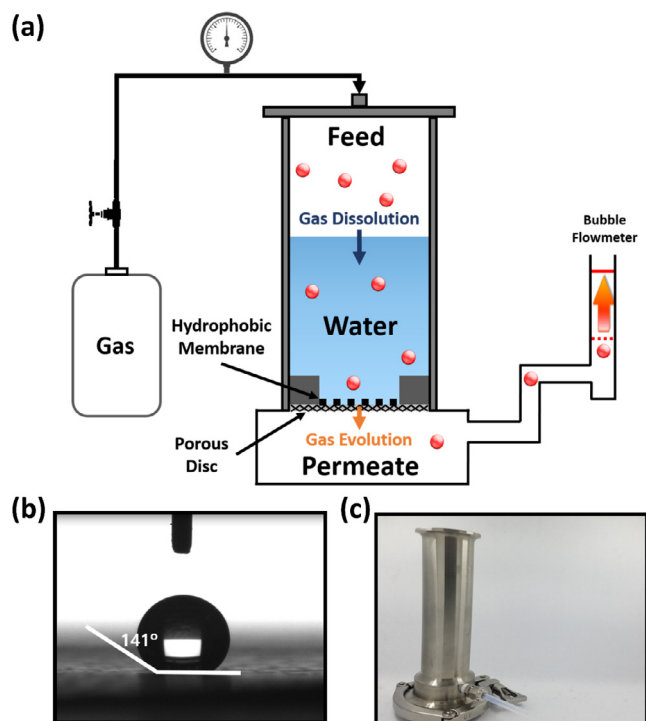 (a)
Feed
Gas Dissolution
Bubble
Flowmeter
Hydrophobic
Membrane
Water
Gas
Porous
Disc
Gas Evolution
Permeate
(b)
(c)
141°